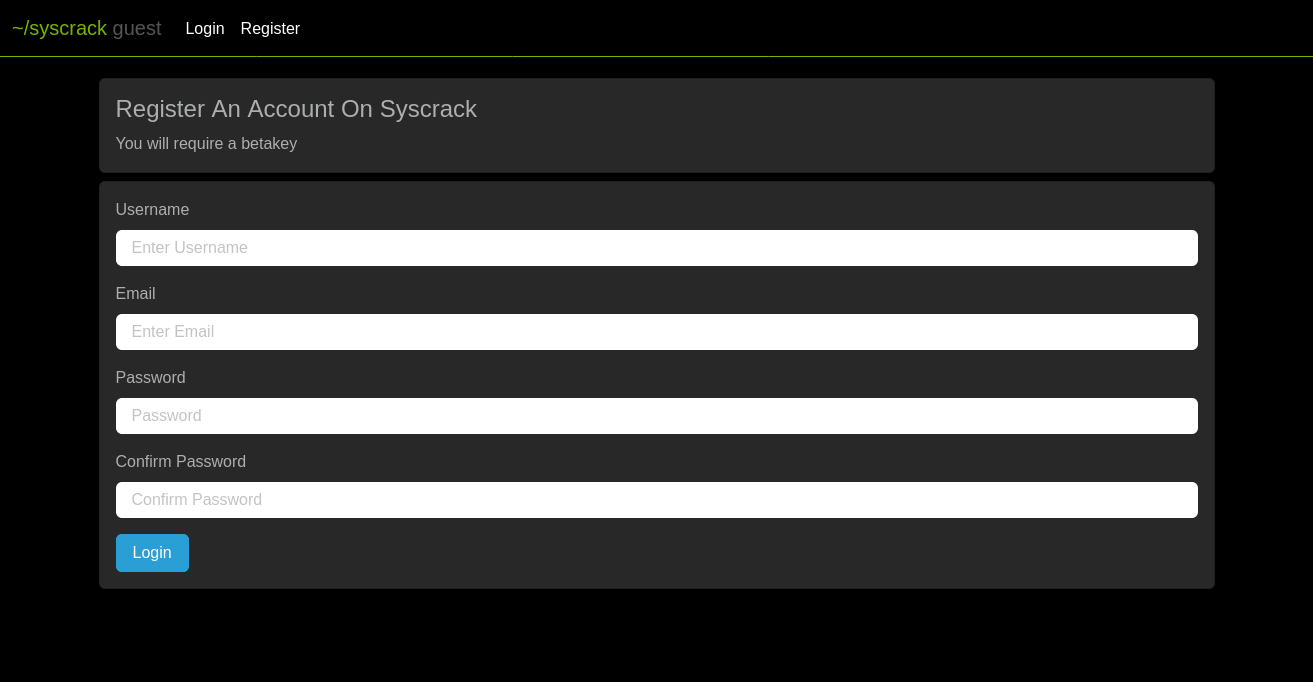 ~/syscrack guest Login Register
Register An Account On Syscrack
You will require a betakey
Username
Enter Username
Email
Enter Email
Password
Password
Confirm Password
Confirm Password
Login